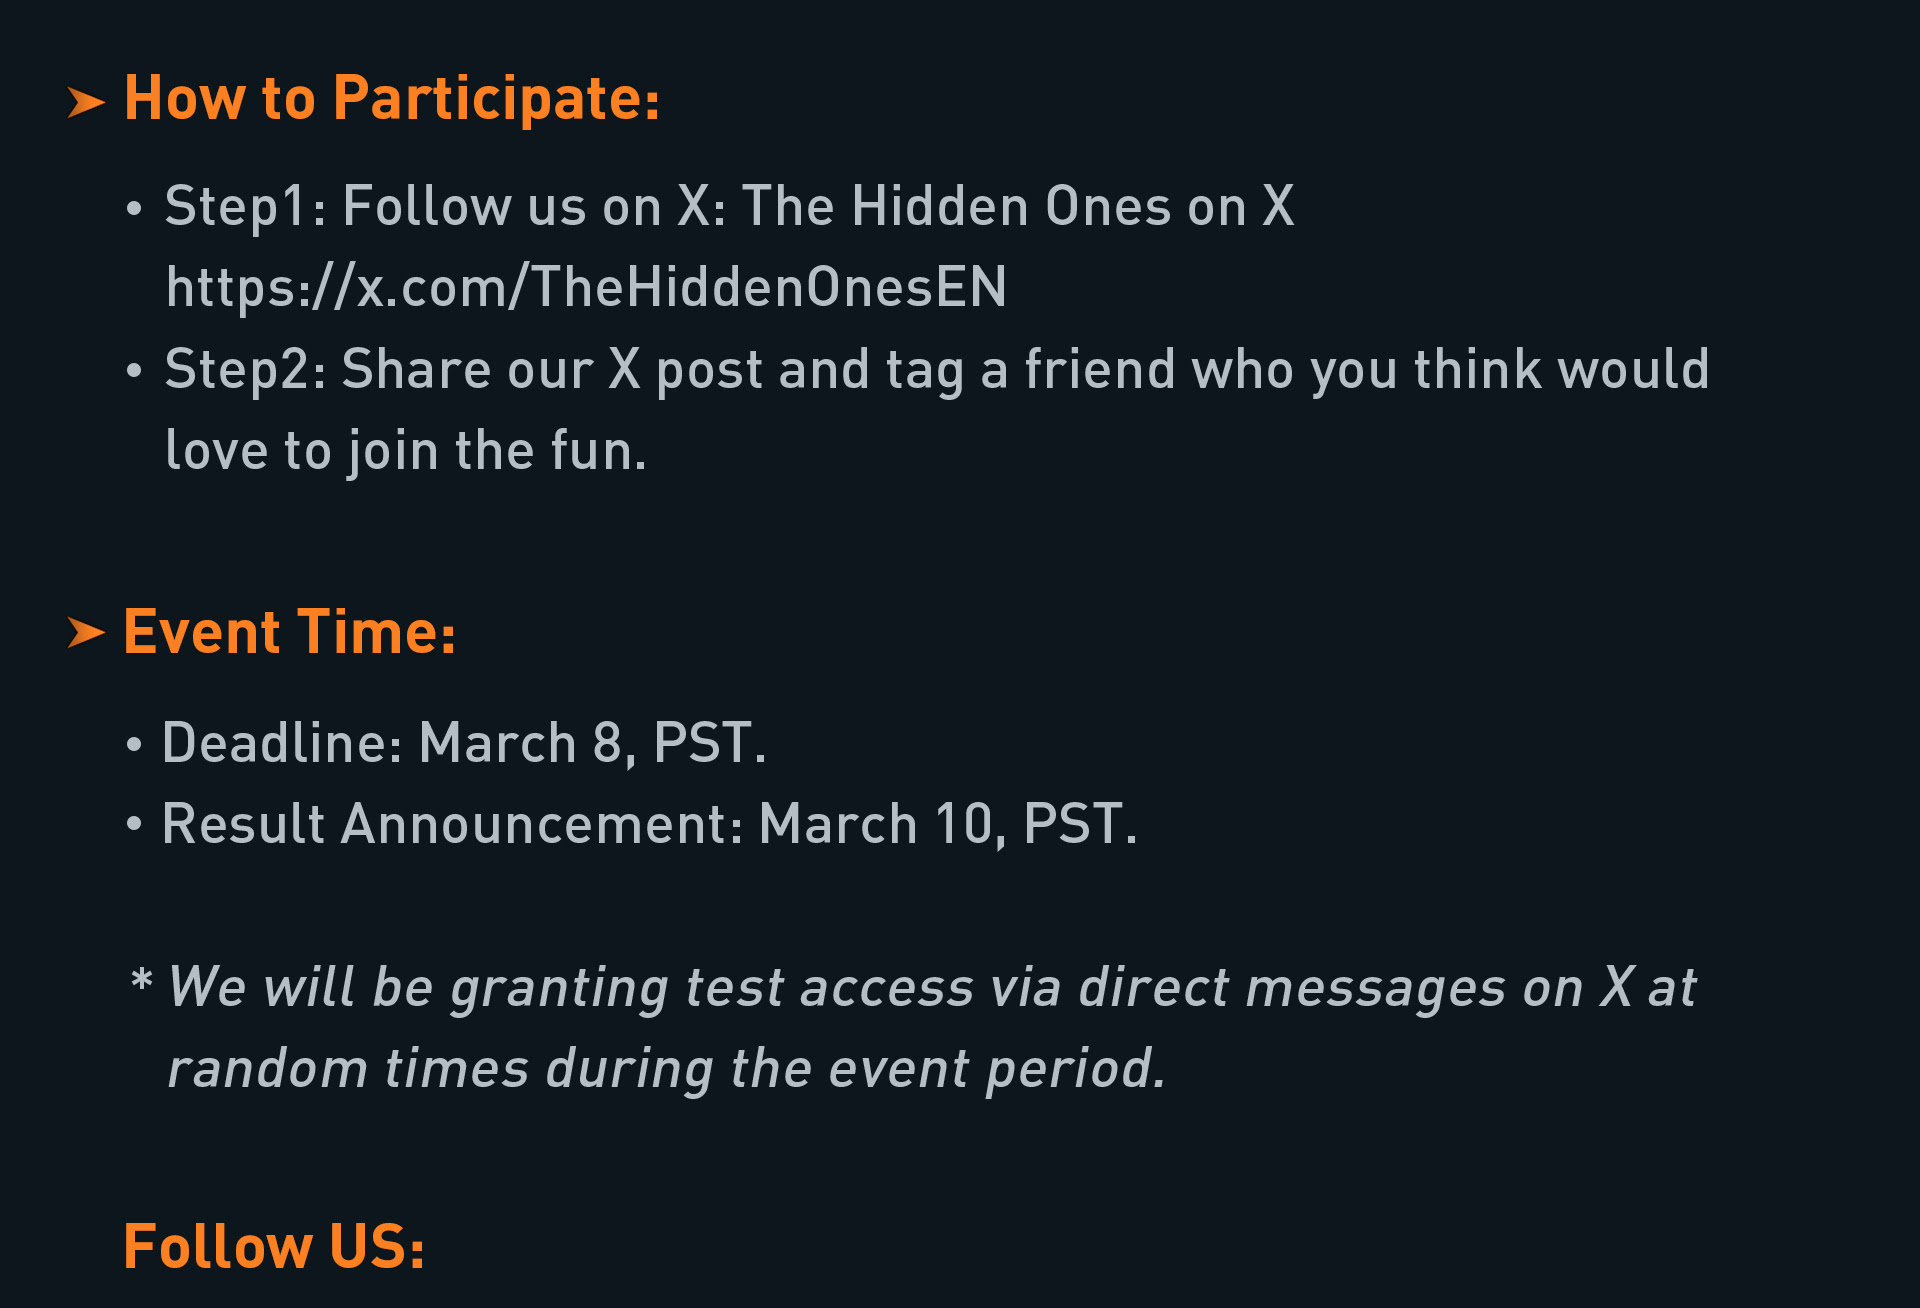 ➤ How to Participate:
• Step1: Follow us on X: The Hidden Ones on X
https://x.com/TheHiddenOnesEN
• Step2: Share our X post and tag a friend who you think would
love to join the fun.
➤ Event Time:
• Deadline: March 8, PST.
• Result Announcement: March 10, PST.
* We will be granting test access via direct messages on X at
random times during the event period.
Follow US: